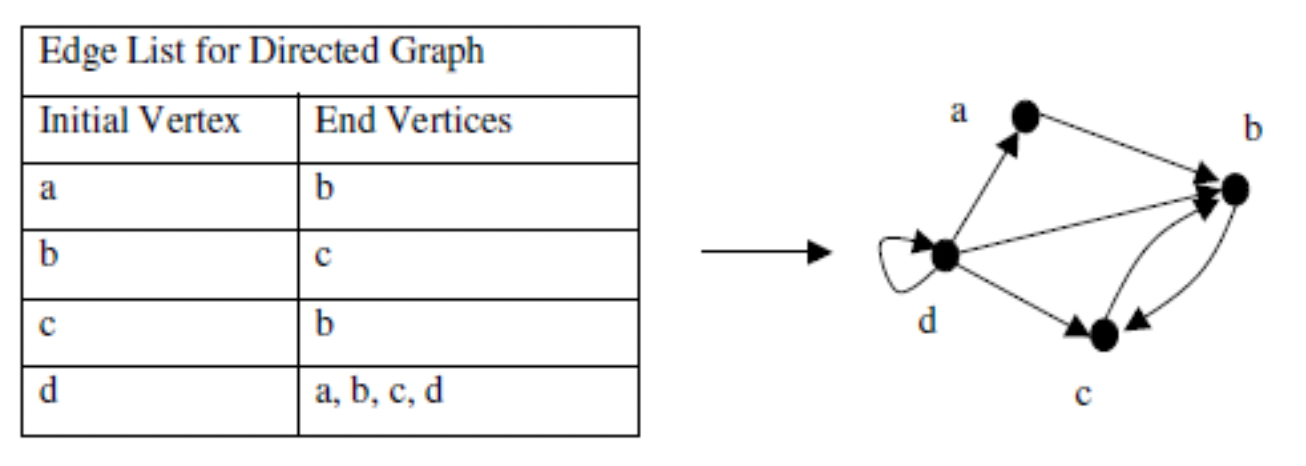 Edge List for Directed Graph
Initial Vertex End Vertices
a b
b c
c b
d a, b, c, d
a
b
d
c